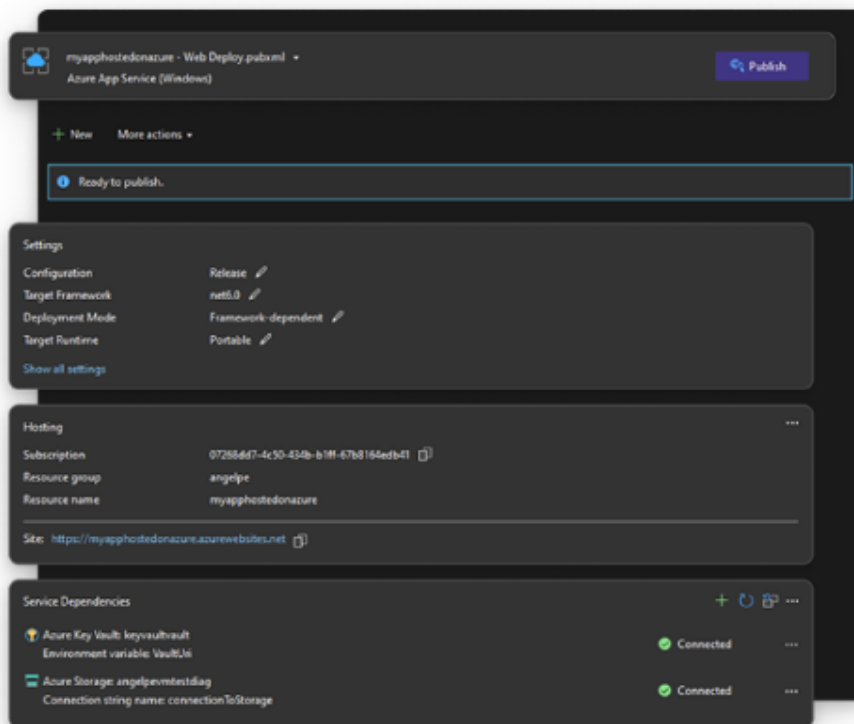 myapphostedonazure - Web Deploy.pubxml
Azure App Service (Windows)
Publish
New More actions
Ready to publish.
Settings
Configuration Release
Target Framework net6.0
Deployment Mode Framework-dependent
Target Runtime Portable
Show all settings
Hosting
Subscription 07268dd7-4c50-434b-b1ff-67b8164edb41
Resource group angelpe
Resource name myapphostedonazure
Site: https://myapphostedonazure.azurewebsites.net
Service Dependencies
Azure Key Vault: keyvaultvault
Environment variable: VaultUri
Connected
Azure Storage: angelpevmtestdiag
Connection string name: connectionToStorage
Connected